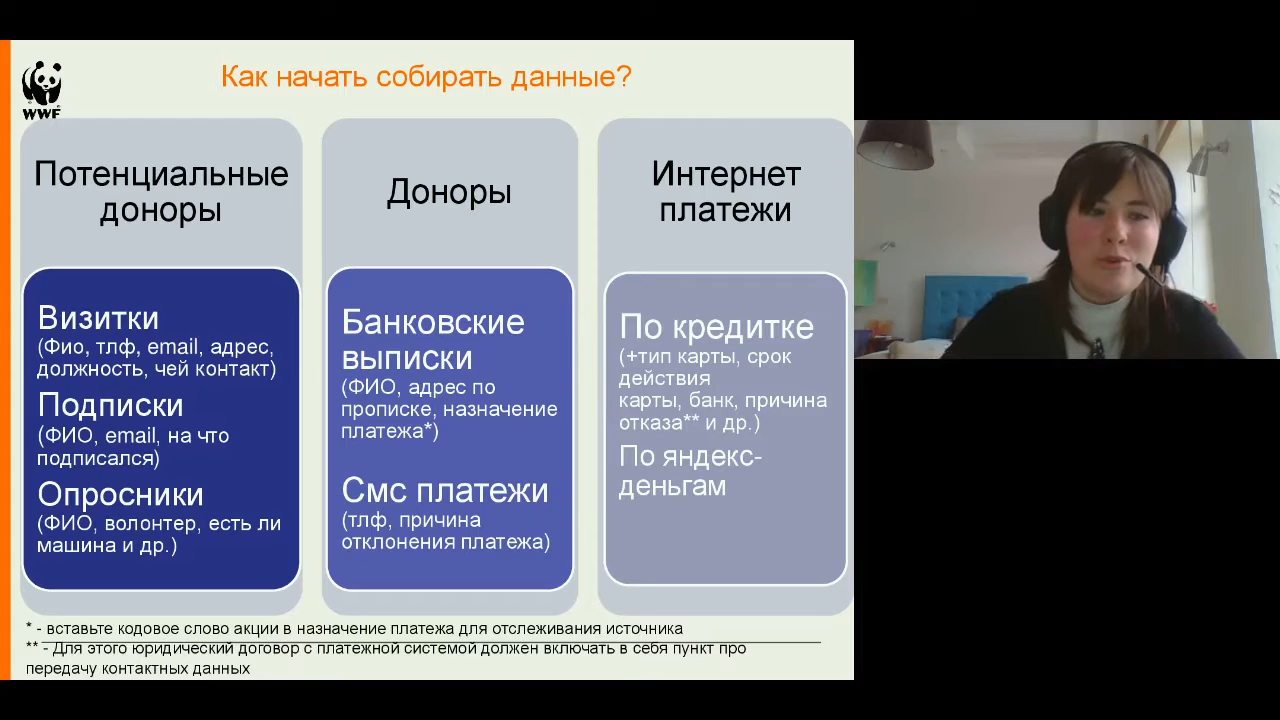 Как начать собирать данные?
WWF
Потенциальные
доноры
Визитки
(Фио, тлф, email, адрес,
должность, чей контакт)
Подписки
(ФИО, email, на что
подписался)
Опросники
(ФИО, волонтер, есть ли
машина и др.)
Доноры
Банковские
выписки
(ФИО, адрес по
прописке, назначение
платежа*)
Смс платежи
(тлф, причина
отклонения платежа)
Интернет
платежи
По кредитке
(+тип карты, срок
действия
карты, банк, причина
отказа** и др.)
По яндекс-
деньгам
* - вставьте кодовое слово акции в назначение платежа для отслеживания источника
** - Для этого юридический договор с платежной системой должен включать в себя пункт про
передачу контактных данных